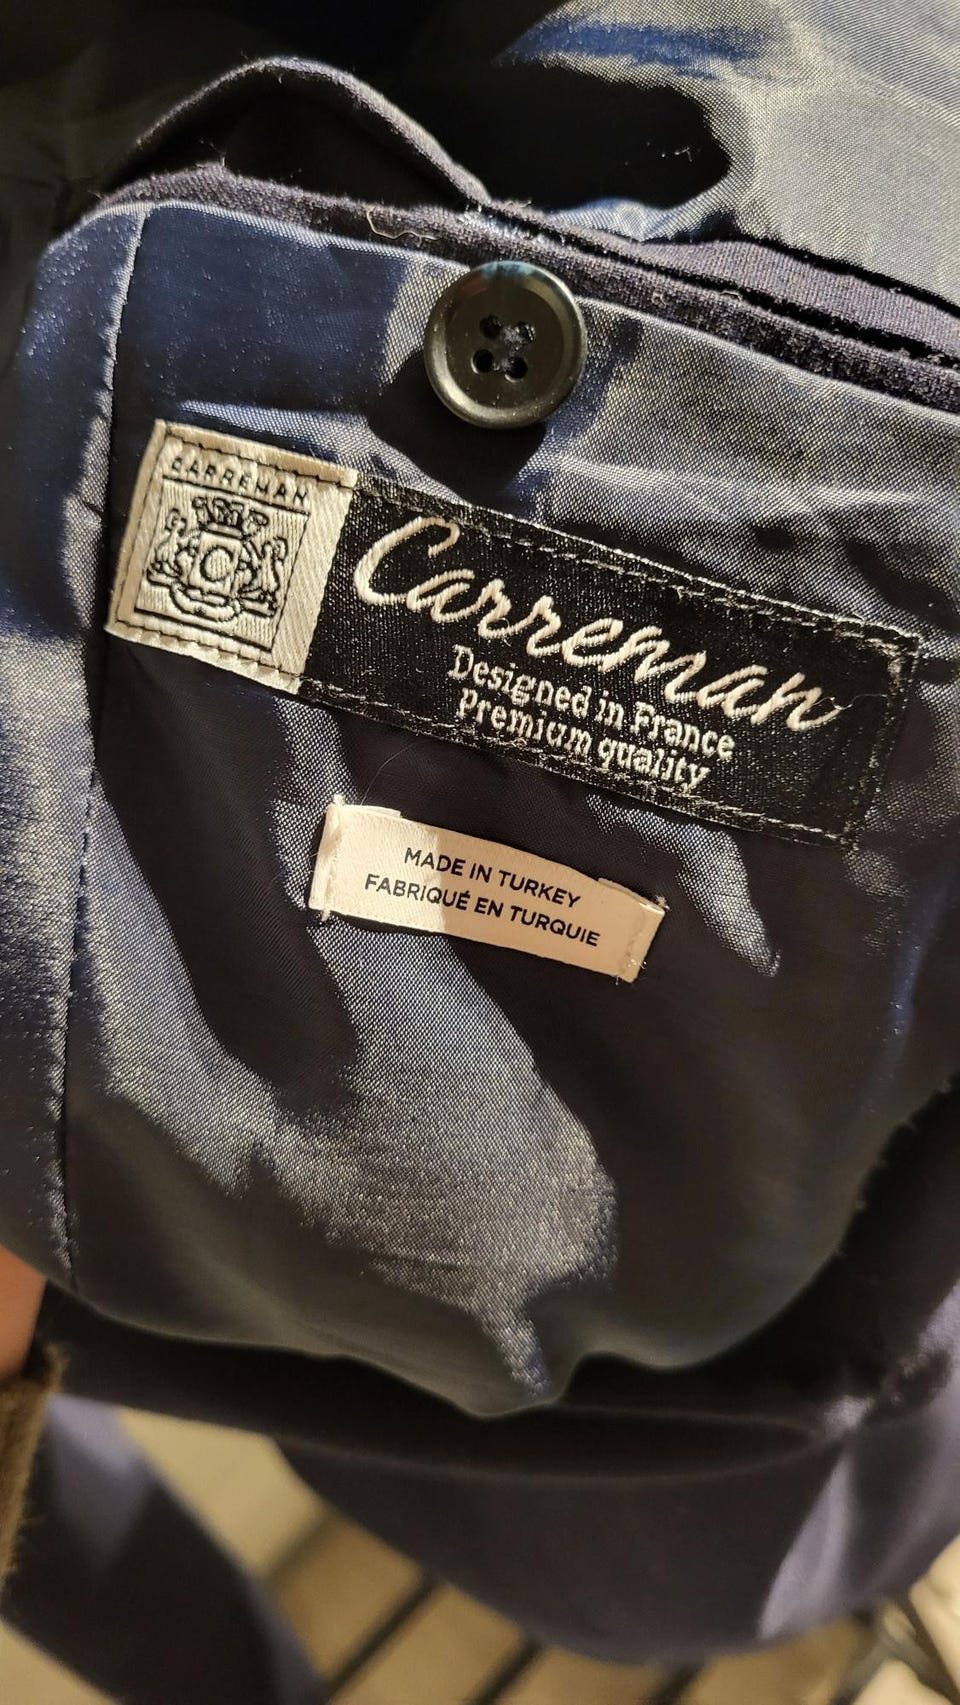 CARREMAN
C
Carreman
Designed in France
Premium quality
MADE IN TURKEY
FABRIQUÉ EN TURQUIE